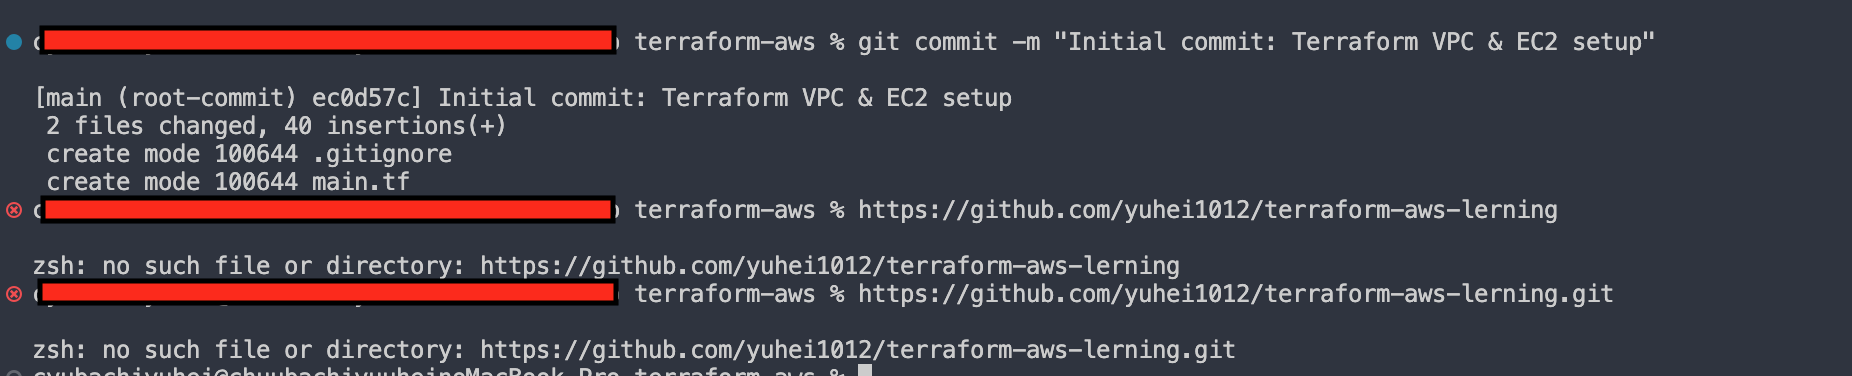 terraform-aws % git commit -m "Initial commit: Terraform VPC & EC2 setup"
[main (root-commit) ec0d57c] Initial commit: Terraform VPC & EC2 setup
2 files changed, 40 insertions(+)
create mode 100644 .gitignore
create mode 100644 main.tf
terraform-aws % https://github.com/yuhei1012/terraform-aws-lerning
zsh: no such file or directory: https://github.com/yuhei1012/terraform-aws-lerning
terraform-aws % https://github.com/yuhei1012/terraform-aws-lerning.git
zsh: no such file or directory: https://github.com/yuhei1012/terraform-aws-lerning.git
terraform-aws %